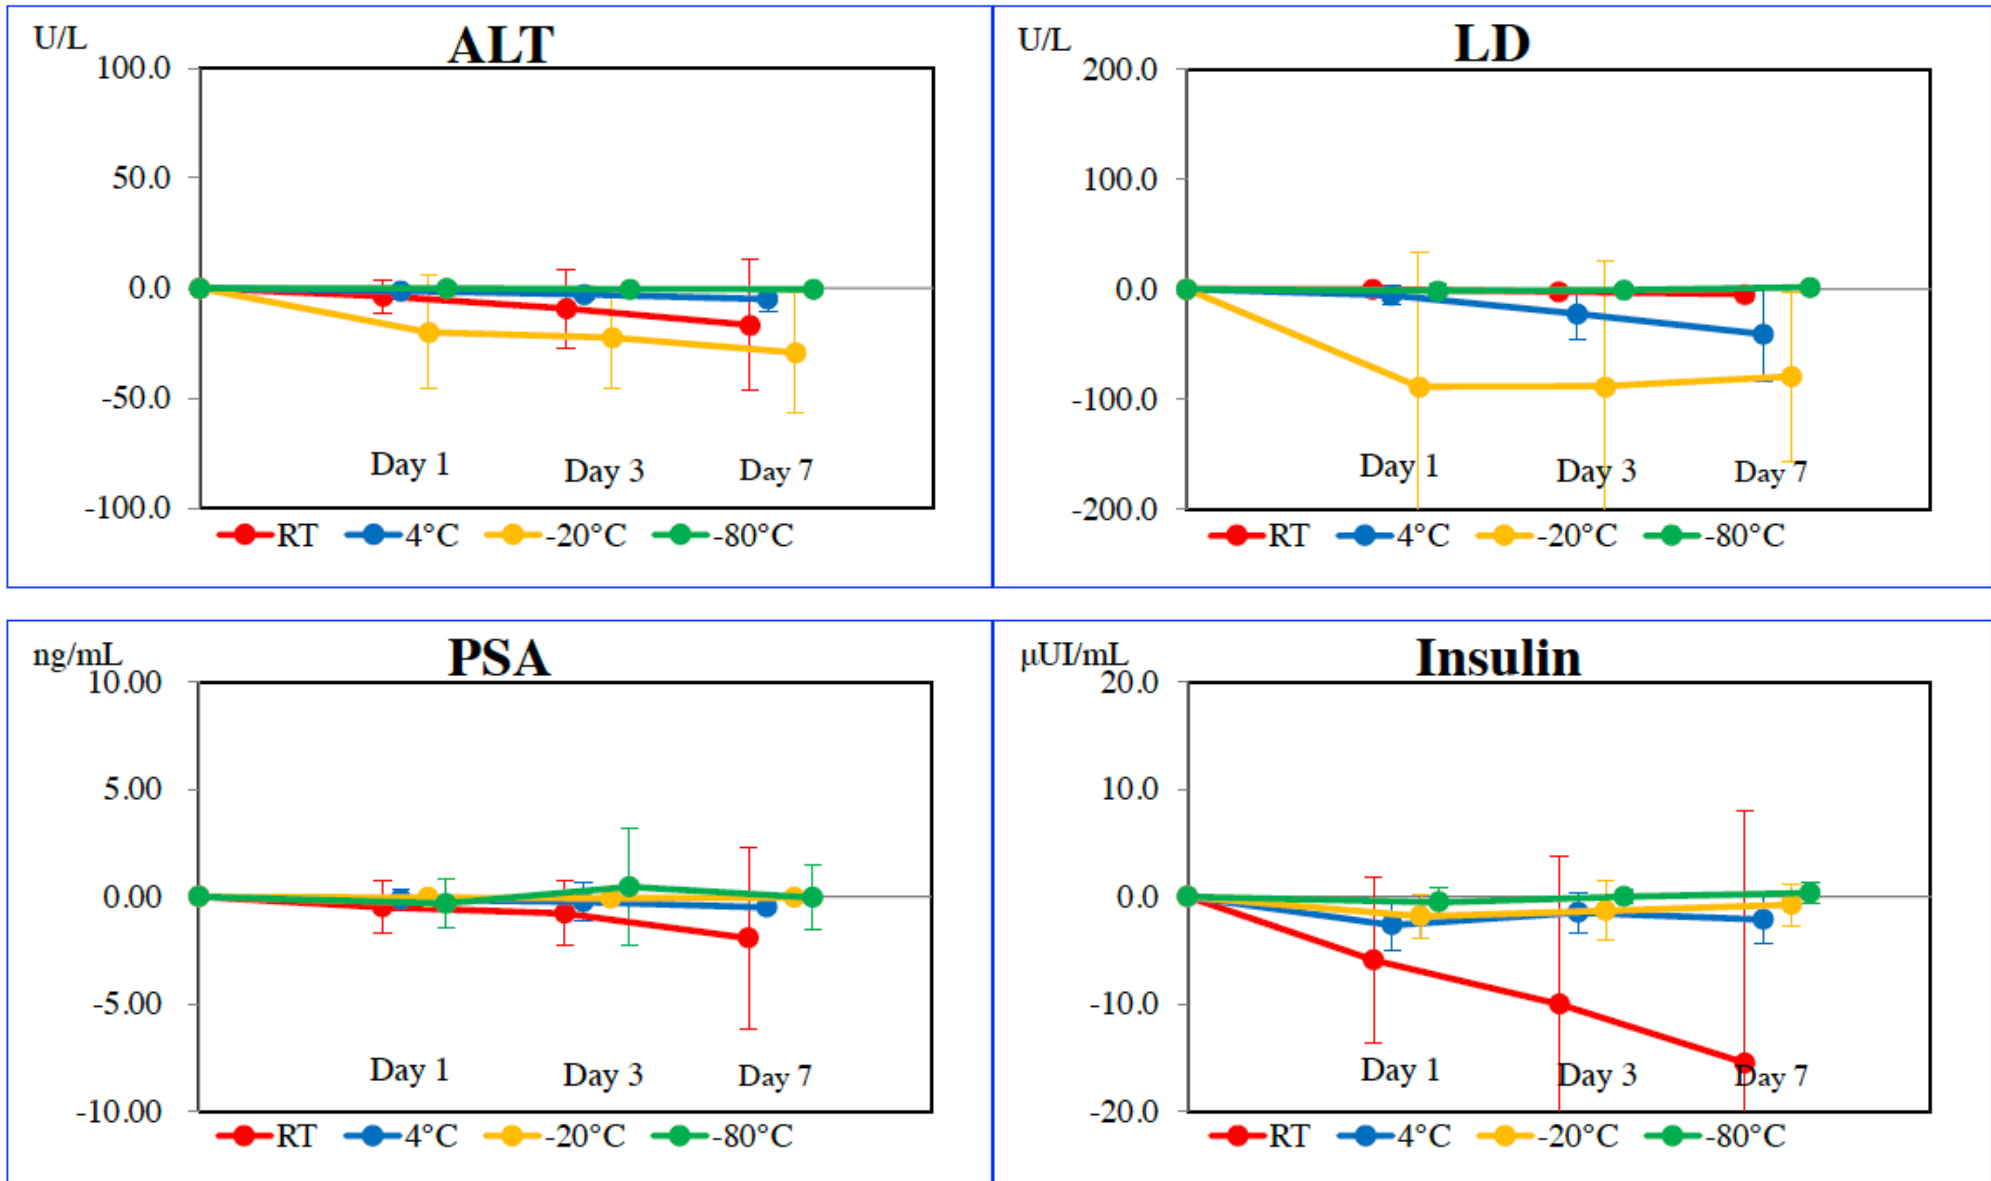 ALT
U/L
100.0
50.0
0.0
-50.0
-100.0
Day 1
Day 3
Day 7
RT 4°C -20°C -80°C
LD
U/L
200.0
100.0
0.0
-100.0
-200.0
Day 1
Day 3
Day 7
RT 4°C -20°C -80°C
PSA
ng/mL
10.00
5.00
0.00
-5.00
-10.00
Day 1
Day 3
Day 7
RT 4°C -20°C -80°C
Insulin
μUI/mL
20.0
10.0
0.0
-10.0
-20.0
Day 1
Day 3
Day 7
RT 4°C -20°C -80°C